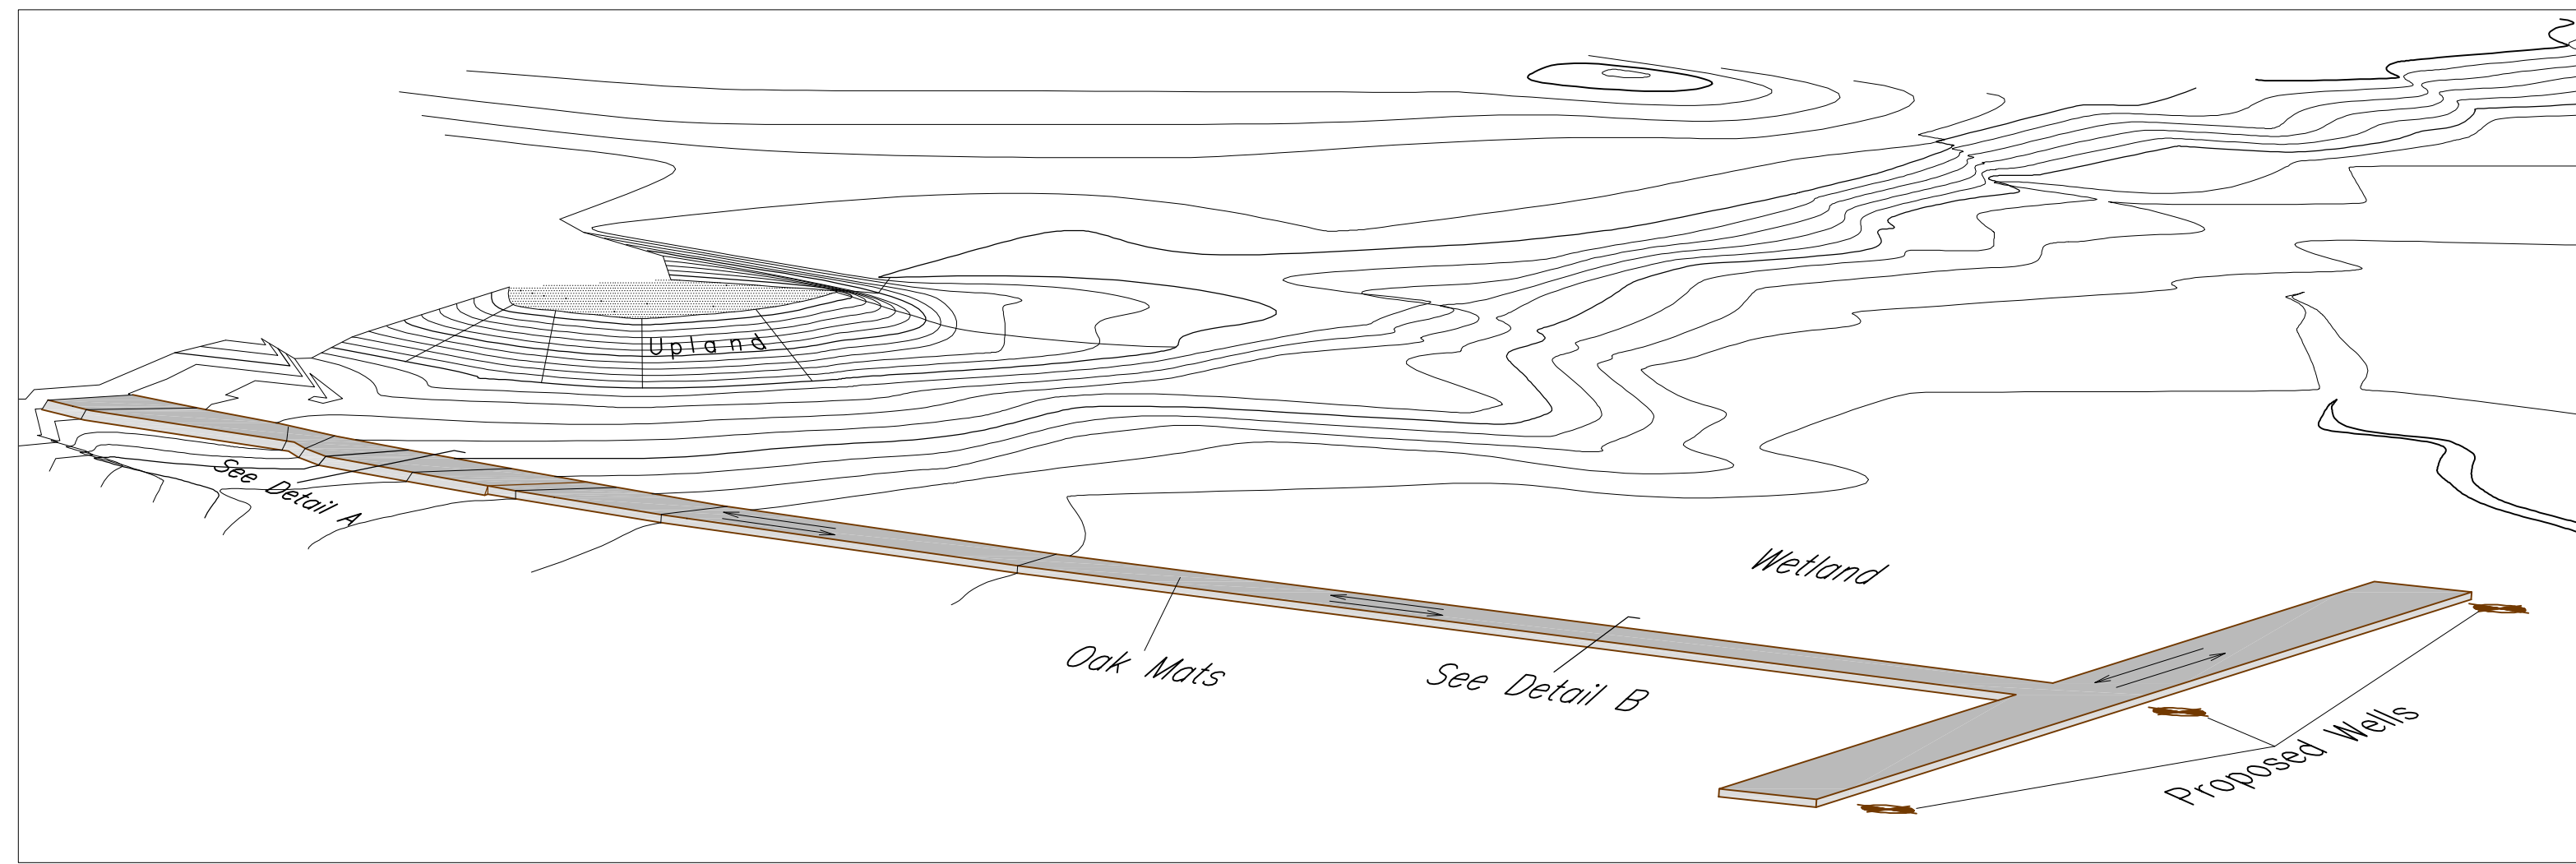 Upland
See Detail A
Wetland
Oak Mats
See Detail B
Proposed Wells